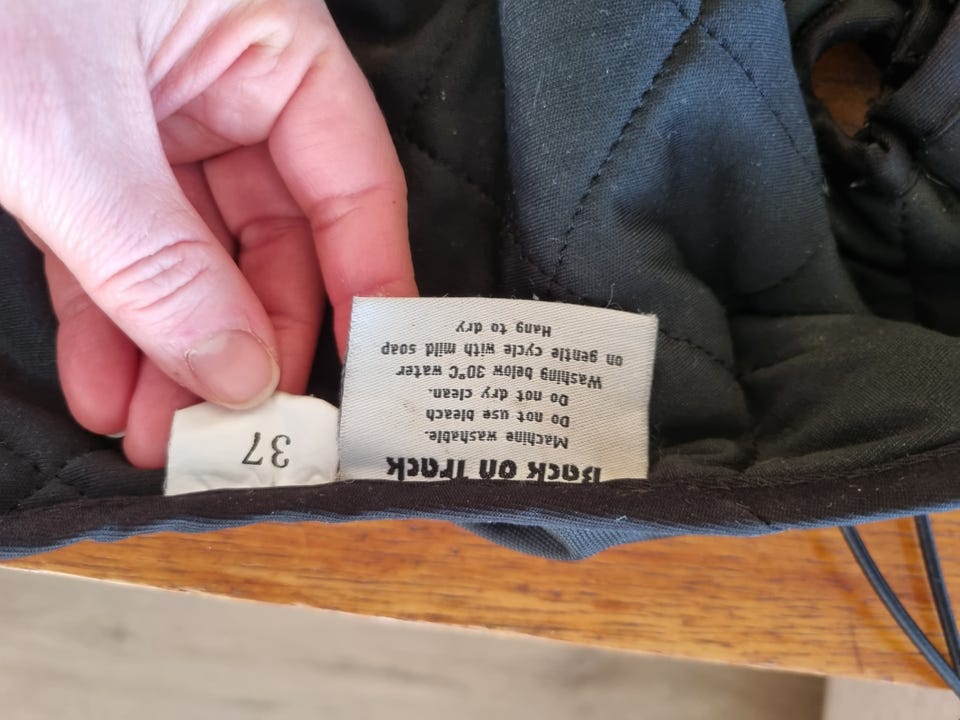 Back on Track
Machine washable.
Do not use bleach
Do not dry clean.
Washing below 30°C water
on gentle cycle with mild soap
Hang to dry
37